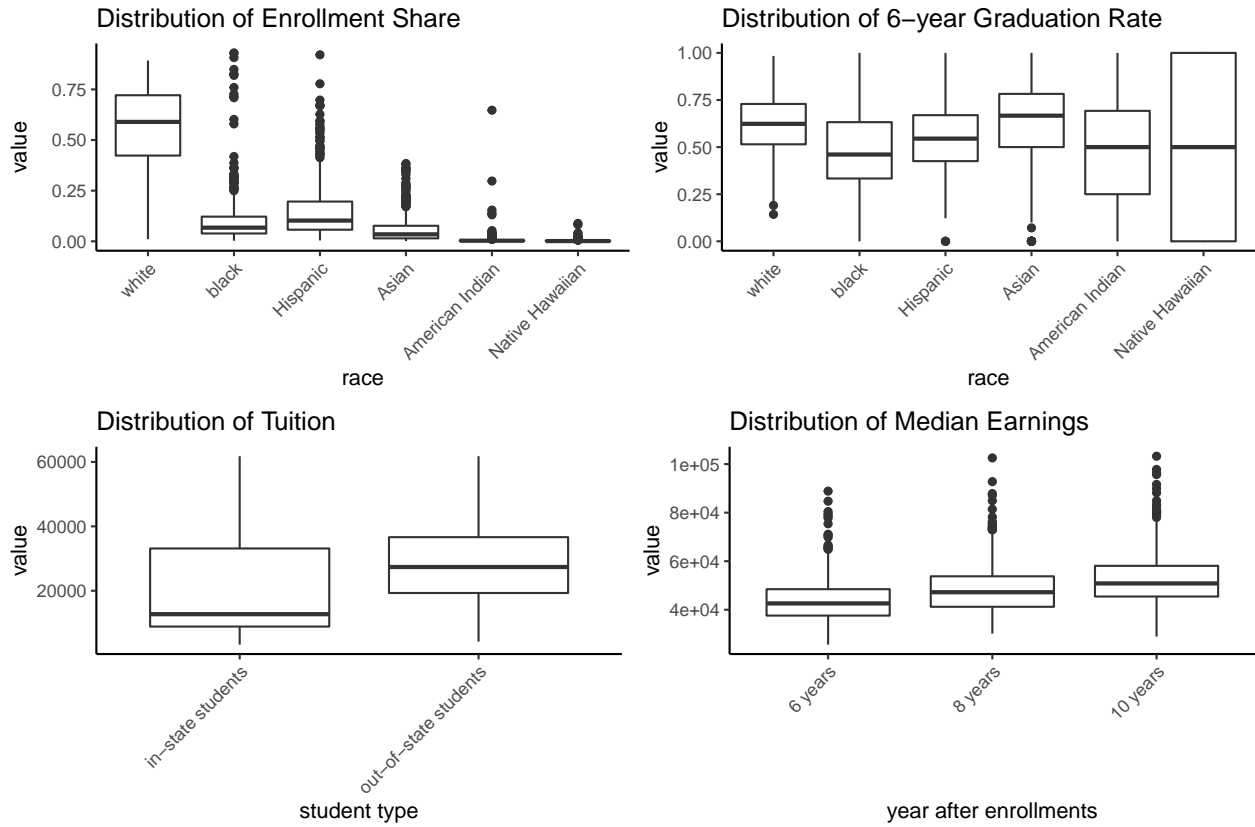 Distribution of Enrollment Share
value
0.75
0.50
0.25
0.00
white
black
Hispanic
Asian
American Indian
Native Hawaiian
race
Distribution of 6−year Graduation Rate
value
1.00
0.75
0.50
0.25
0.00
white
black
Hispanic
Asian
American Indian
Native Hawaiian
race
Distribution of Tuition
value
60000
40000
20000
in−state students
out−of−state students
student type
Distribution of Median Earnings
value
1e+05
8e+04
6e+04
4e+04
6 years
8 years
10 years
year after enrollments